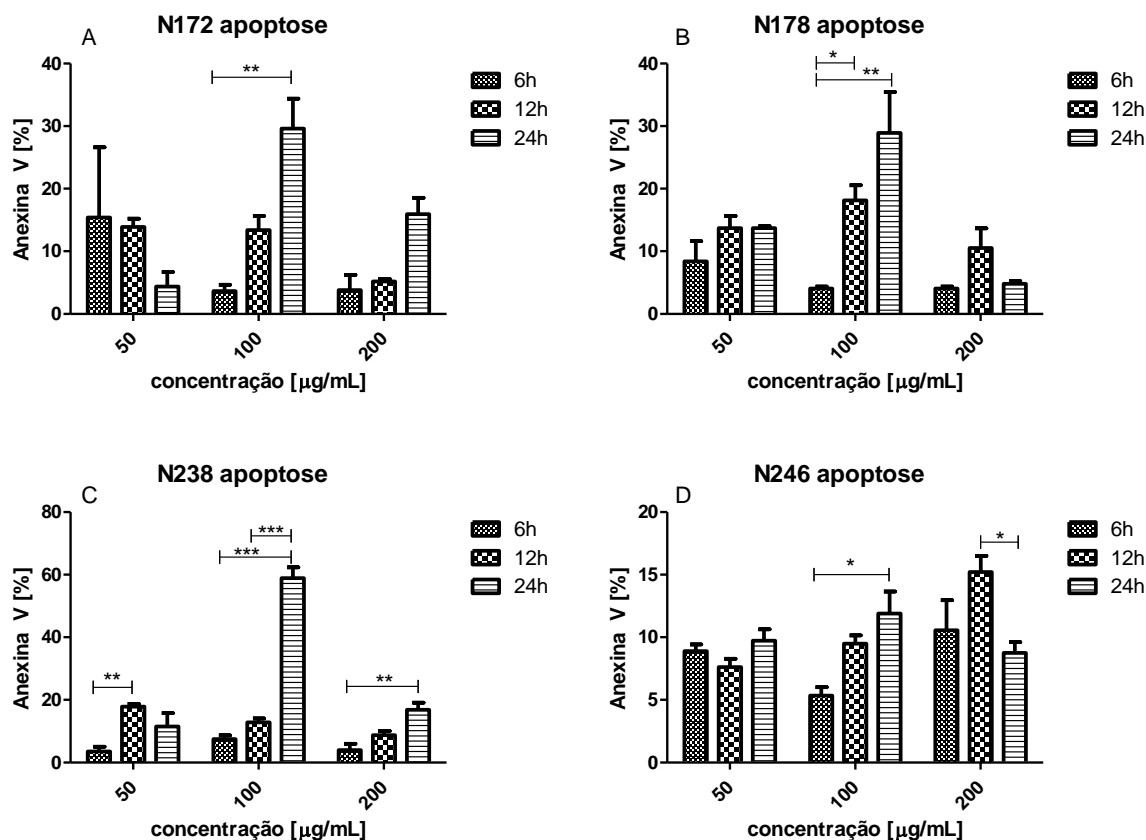 A
N172 apoptose
Anexina V [%]
40
30
20
10
0
**
50
100
200
concentração [µg/mL]
6h
12h
24h
B
N178 apoptose
Anexina V [%]
40
30
20
10
0
*
**
50
100
200
concentração [µg/mL]
6h
12h
24h
C
N238 apoptose
Anexina V [%]
80
60
40
20
0
**
***
***
**
50
100
200
concentração [µg/mL]
6h
12h
24h
D
N246 apoptose
Anexina V [%]
20
15
10
5
0
*
*
50
100
200
concentração [µg/mL]
6h
12h
24h